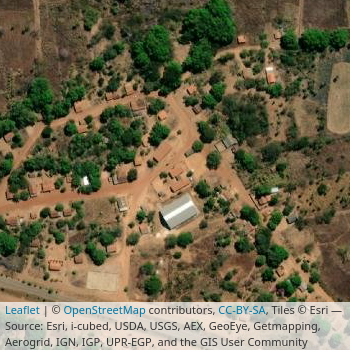 Leaflet | © OpenStreetMap contributors, CC-BY-SA, Tiles © Esri —
Source: Esri, i-cubed, USDA, USGS, AEX, GeoEye, Getmapping,
Aerogrid, IGN, IGP, UPR-EGP, and the GIS User Community